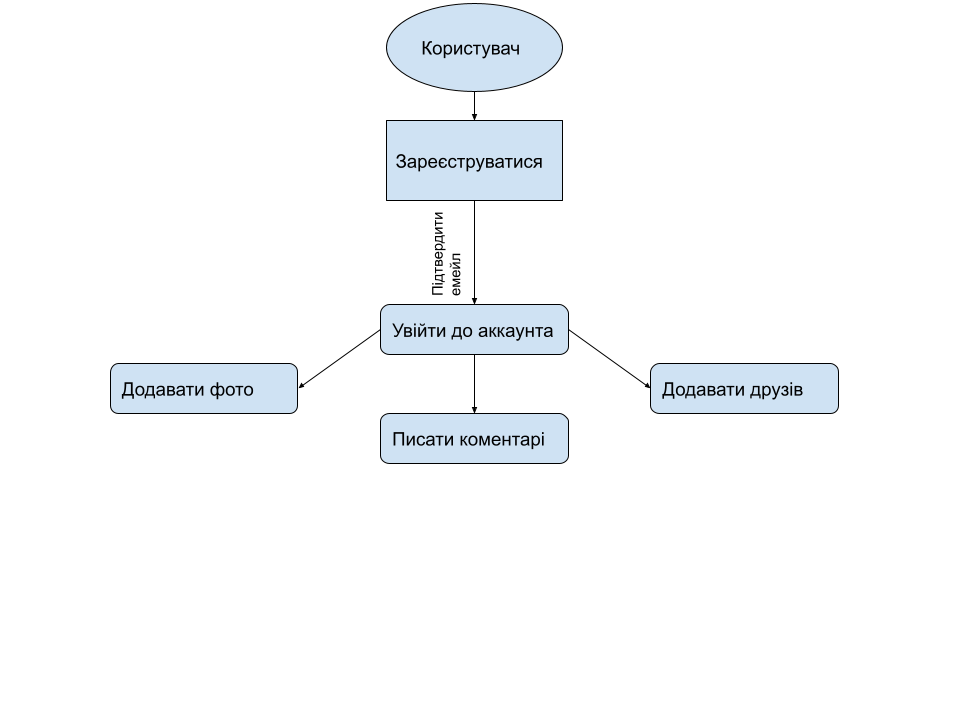 Користувач
Зареєструватися
Підтвердити
емейл
Увійти до аккаунта
Додавати фото
Додавати друзів
Писати коментарі